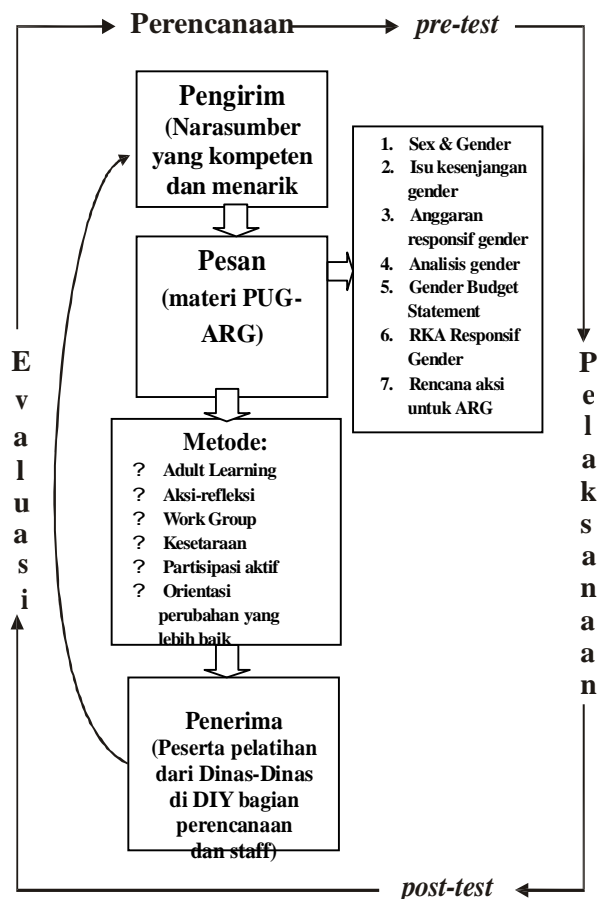 Perencanaan
pre-test
Pengirim
(Narasumber
yang kompeten
dan menarik
1. Sex & Gender
2. Isu kesenjangan
gender
3. Anggaran
responsif gender
4. Analisis gender
5. Gender Budget
Statement
6. RKA Responsif
Gender
7. Rencana aksi
untuk ARG
Pesan
(materi PUG-
ARG)
Metode:
? Adult Learning
? Aksi-refleksi
? Work Group
? Kesetaraan
? Partisipasi aktif
? Orientasi
perubahan yang
lebih baik
Penerima
(Peserta pelatihan
dari Dinas-Dinas
di DIY bagian
perencanaan
dan staff)
Evaluasi
Pelaksanaan
post-test